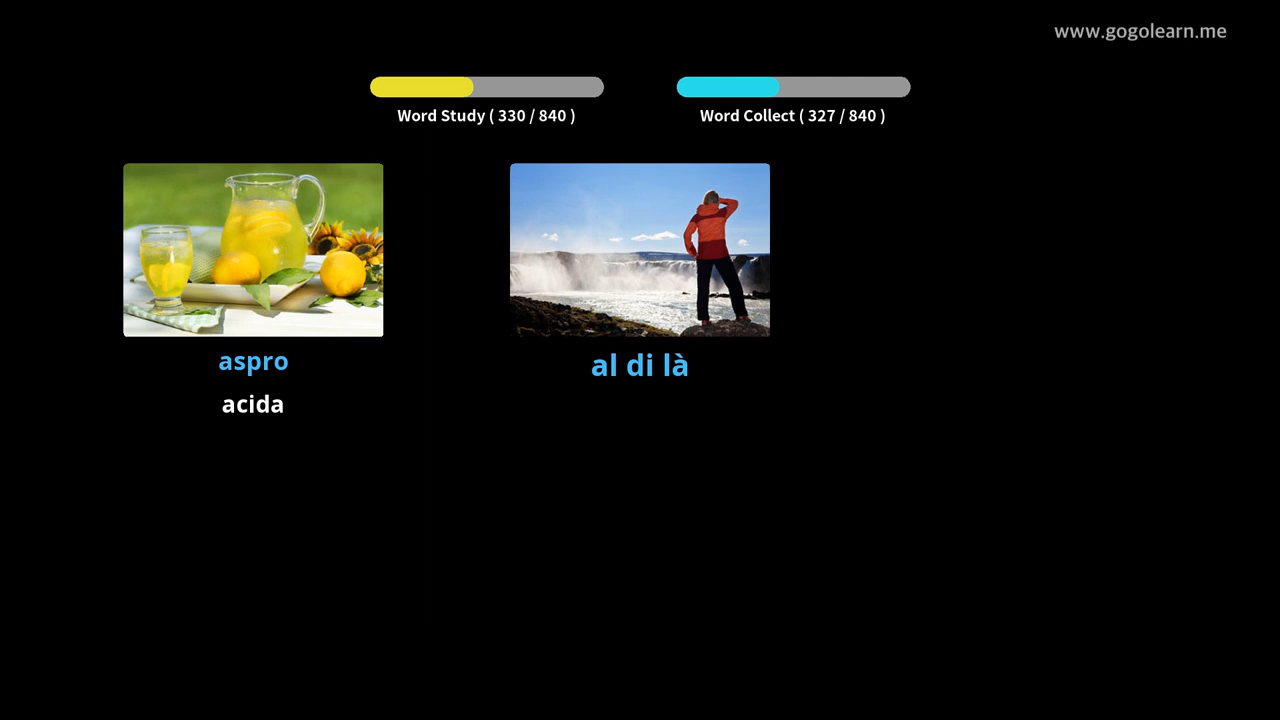 www.gogolearn.me
Word Study ( 330 / 840 )
Word Collect ( 327 / 840 )
aspro
acida
al di là